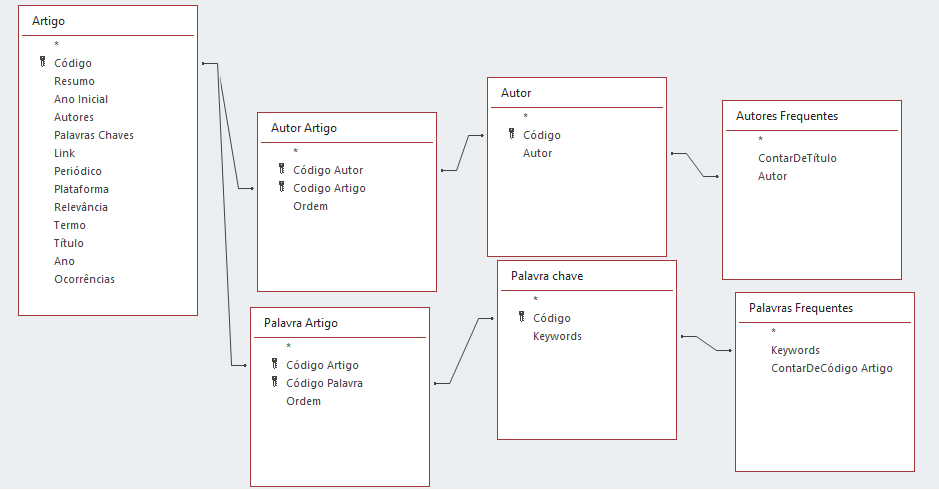 Artigo
*
Código
Resumo
Ano Inicial
Autores
Palavras Chaves
Link
Periódico
Plataforma
Relevância
Termo
Título
Ano
Ocorrências
Autor Artigo
*
Código Autor
Codigo Artigo
Ordem
Autor
*
Código
Autor
Autores Frequentes
*
ContarDeTítulo
Autor
Palavra Artigo
*
Código Artigo
Código Palavra
Ordem
Palavra chave
*
Código
Keywords
Palavras Frequentes
*
Keywords
ContarDeCódigo Artigo